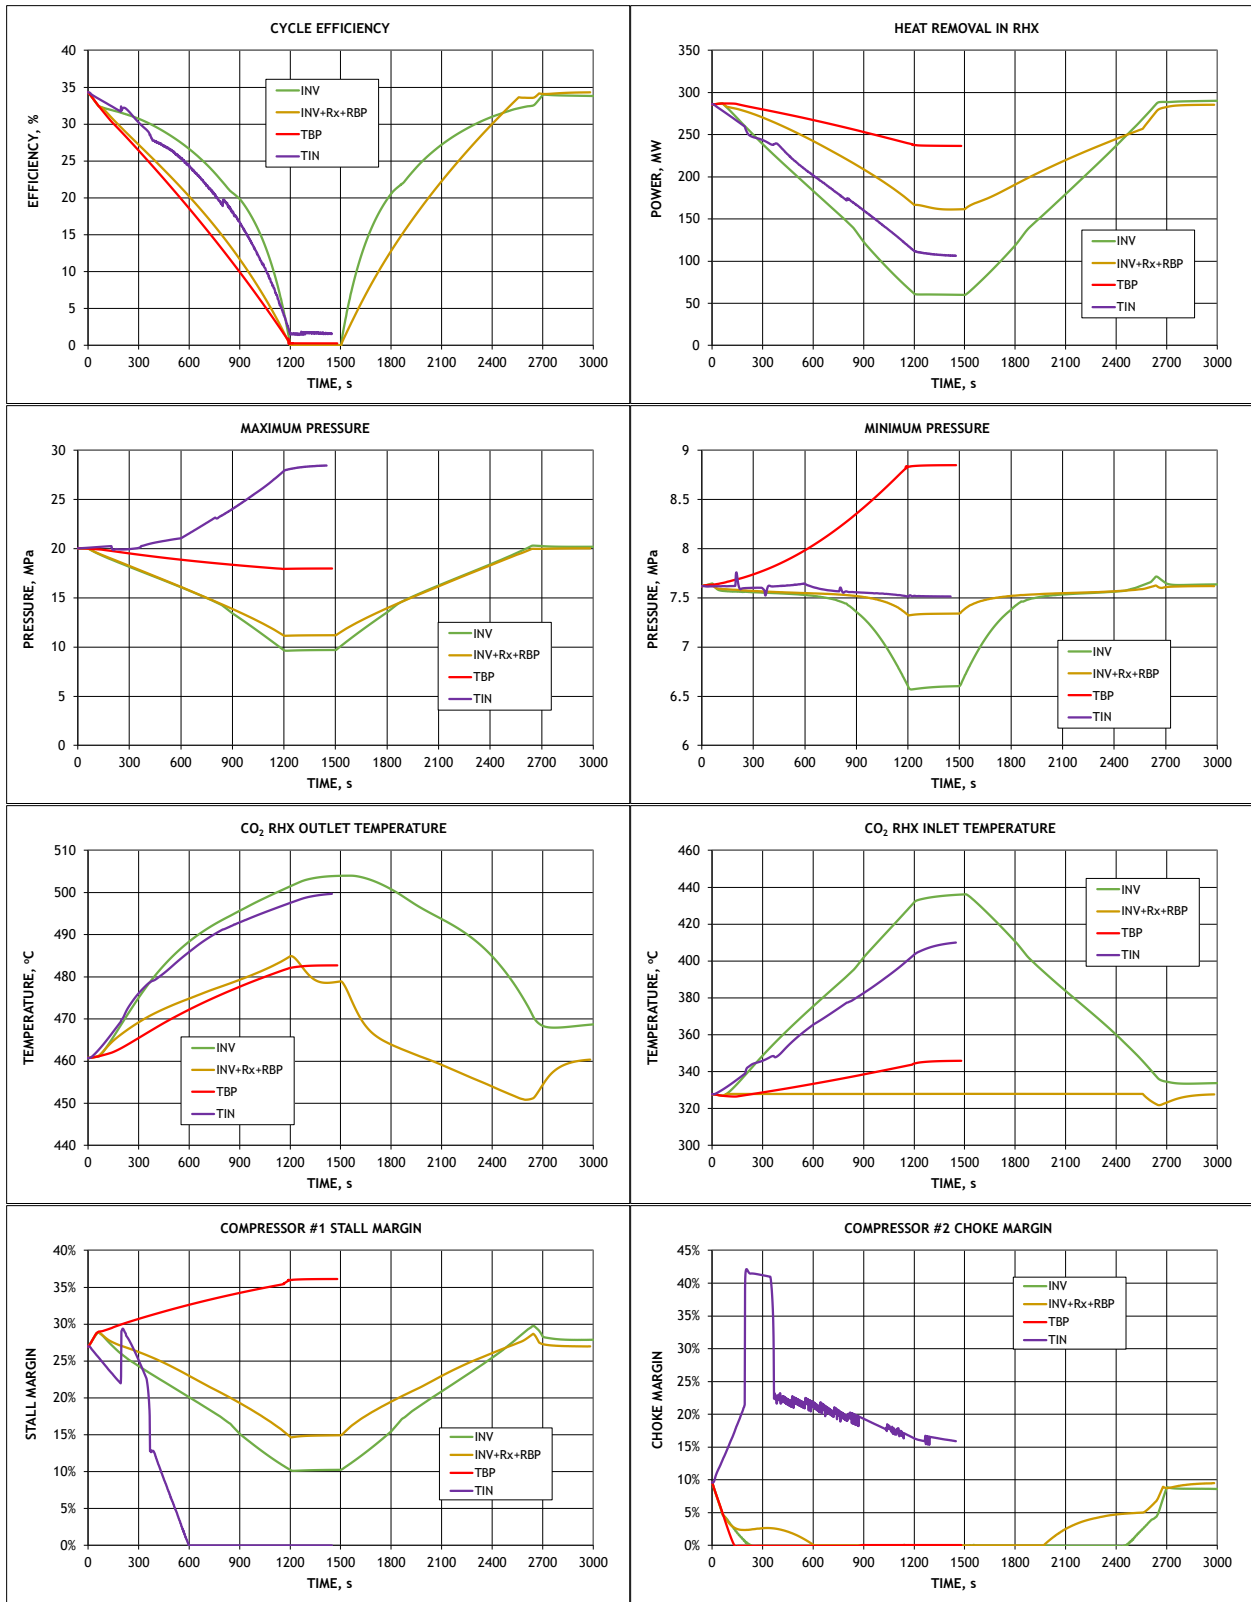 CYCLE EFFICIENCY
40
35
30
25
20
15
10
5
0
EFFICIENCY, %
0 300 600 900 1200 1500 1800 2100 2400 2700 3000
TIME, s
INV
INV+Rx+RBP
TBP
TIN
HEAT REMOVAL IN RHX
350
300
250
200
150
100
50
0
POWER, MW
0 300 600 900 1200 1500 1800 2100 2400 2700 3000
TIME, s
INV
INV+Rx+RBP
TBP
TIN
MAXIMUM PRESSURE
30
25
20
15
10
5
0
PRESSURE, MPa
0 300 600 900 1200 1500 1800 2100 2400 2700 3000
TIME, s
INV
INV+Rx+RBP
TBP
TIN
MINIMUM PRESSURE
9
8.5
8
7.5
7
6.5
6
PRESSURE, MPa
0 300 600 900 1200 1500 1800 2100 2400 2700 3000
TIME, s
INV
INV+Rx+RBP
TBP
TIN
CO₂ RHX OUTLET TEMPERATURE
510
500
490
480
470
460
450
440
TEMPERATURE, ºC
0 300 600 900 1200 1500 1800 2100 2400 2700 3000
TIME, s
INV
INV+Rx+RBP
TBP
TIN
CO₂ RHX INLET TEMPERATURE
460
440
420
400
380
360
340
320
300
TEMPERATURE, ºC
0 300 600 900 1200 1500 1800 2100 2400 2700 3000
TIME, s
INV
INV+Rx+RBP
TBP
TIN
COMPRESSOR #1 STALL MARGIN
40%
35%
30%
25%
20%
15%
10%
5%
0%
STALL MARGIN
0 300 600 900 1200 1500 1800 2100 2400 2700 3000
TIME, s
INV
INV+Rx+RBP
TBP
TIN
COMPRESSOR #2 CHOKE MARGIN
45%
40%
35%
30%
25%
20%
15%
10%
5%
0%
CHOKE MARGIN
0 300 600 900 1200 1500 1800 2100 2400 2700 3000
TIME, s
INV
INV+Rx+RBP
TBP
TIN